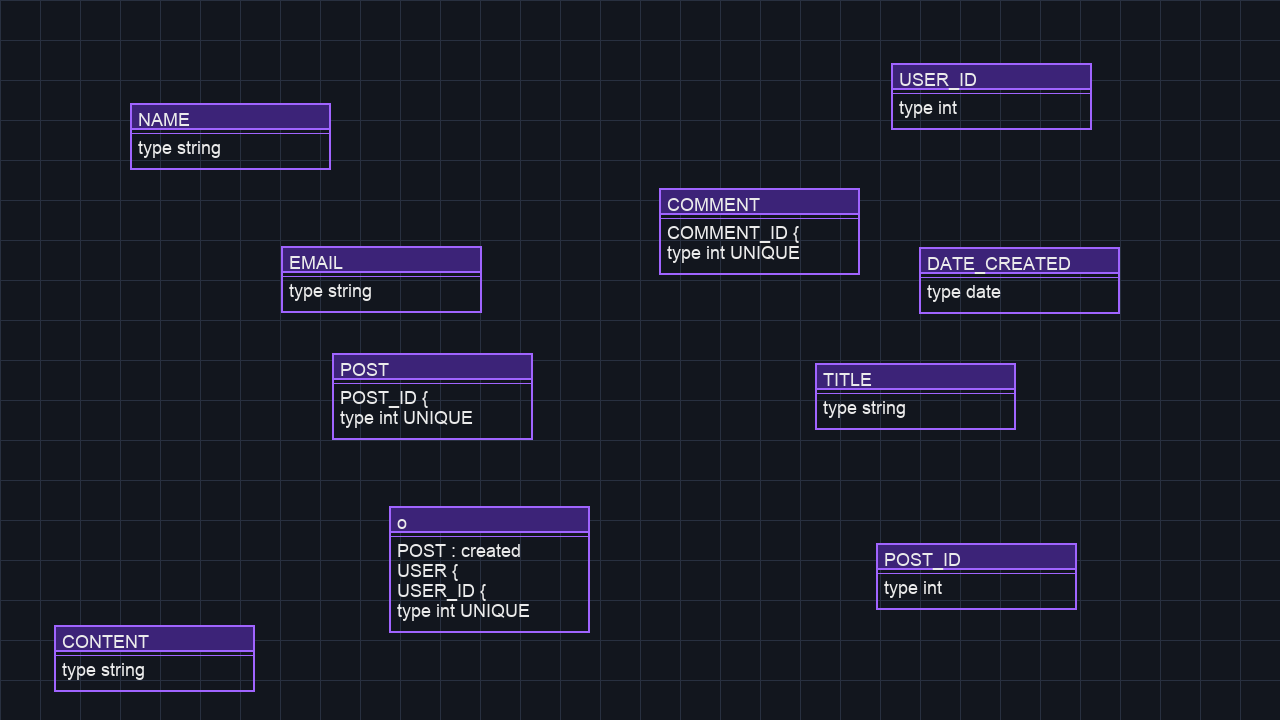 USER_ID
type int
NAME
type string
COMMENT
COMMENT_ID {
type int UNIQUE
EMAIL
type string
DATE_CREATED
type date
POST
POST_ID {
type int UNIQUE
TITLE
type string
o
POST : created
USER {
USER_ID {
type int UNIQUE
POST_ID
type int
CONTENT
type string